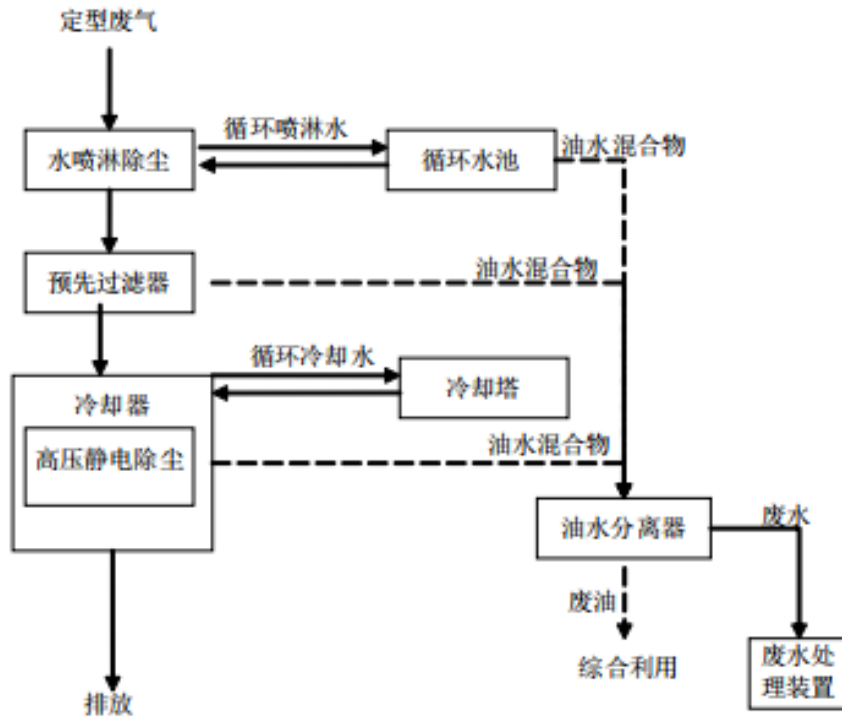 定型废气
循环喷淋水
水喷淋除尘
循环水池
油水混合物
预先过滤器
油水混合物
循环冷却水
冷却器
冷却塔
高压静电除尘
油水混合物
油水分离器
废水
废油
综合利用
废水处
理装置
排放